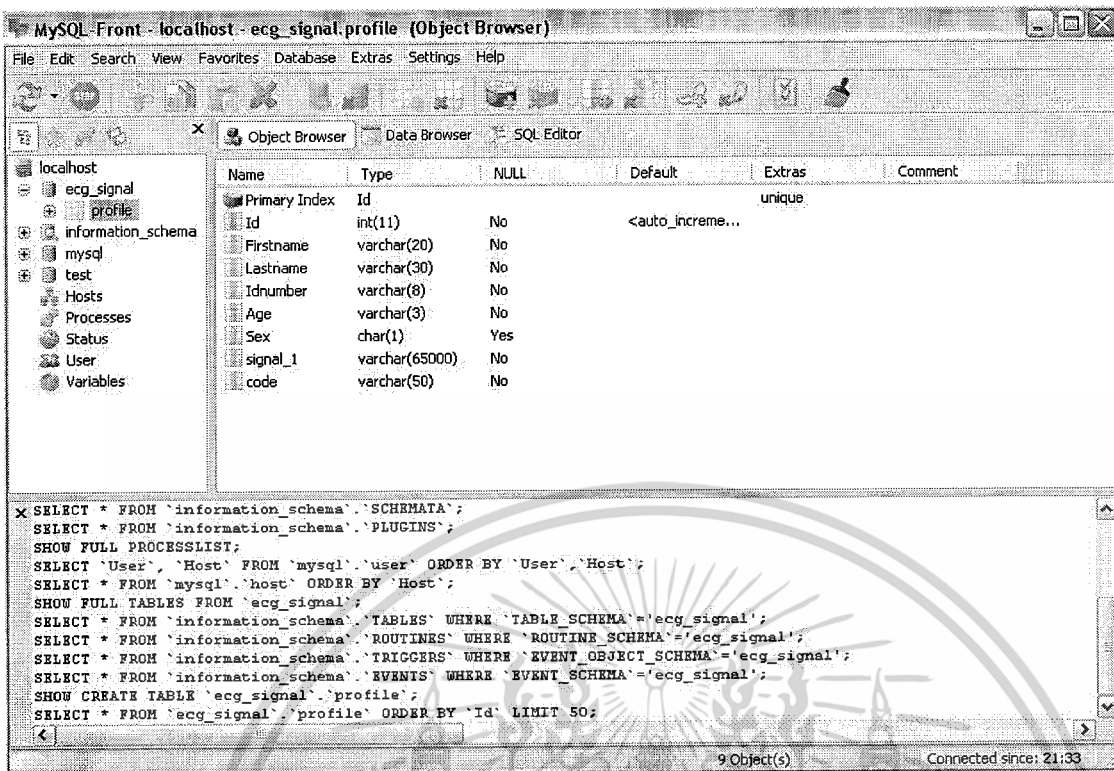 MySQL-Front - localhost - ecg_signal.profile (Object Browser)
File Edit Search View Favorites Database Extras Settings Help
Object Browser Data Browser SQL Editor
localhost
ecg_signal
profile
information_schema
mysql
test
Hosts
Processes
Status
User
Variables
Name Type NULL Default Extras Comment
Primary Index Id unique
Id int(11) No <auto_increme...
Firstname varchar(20) No
Lastname varchar(30) No
Idnumber varchar(8) No
Age varchar(3) No
Sex char(1) Yes
signal_1 varchar(65000) No
code varchar(50) No
SELECT * FROM `information_schema`.`SCHEMATA`;
SELECT * FROM `information_schema`.`PLUGINS`;
SHOW FULL PROCESSLIST;
SELECT `User`, `Host` FROM `mysql`.`user` ORDER BY `User`,`Host`;
SELECT * FROM `mysql`.`host` ORDER BY `Host`;
SHOW FULL TABLES FROM `ecg_signal`;
SELECT * FROM `information_schema`.`TABLES` WHERE `TABLE_SCHEMA`='ecg_signal';
SELECT * FROM `information_schema`.`ROUTINES` WHERE `ROUTINE_SCHEMA`='ecg_signal';
SELECT * FROM `information_schema`.`TRIGGERS` WHERE `EVENT_OBJECT_SCHEMA`='ecg_signal';
SELECT * FROM `information_schema`.`EVENTS` WHERE `EVENT_SCHEMA`='ecg_signal';
SHOW CREATE TABLE `ecg_signal`.`profile`;
SELECT * FROM `ecg_signal`.`profile` ORDER BY `Id` LIMIT 50;
9 Object(s) Connected since: 21:33